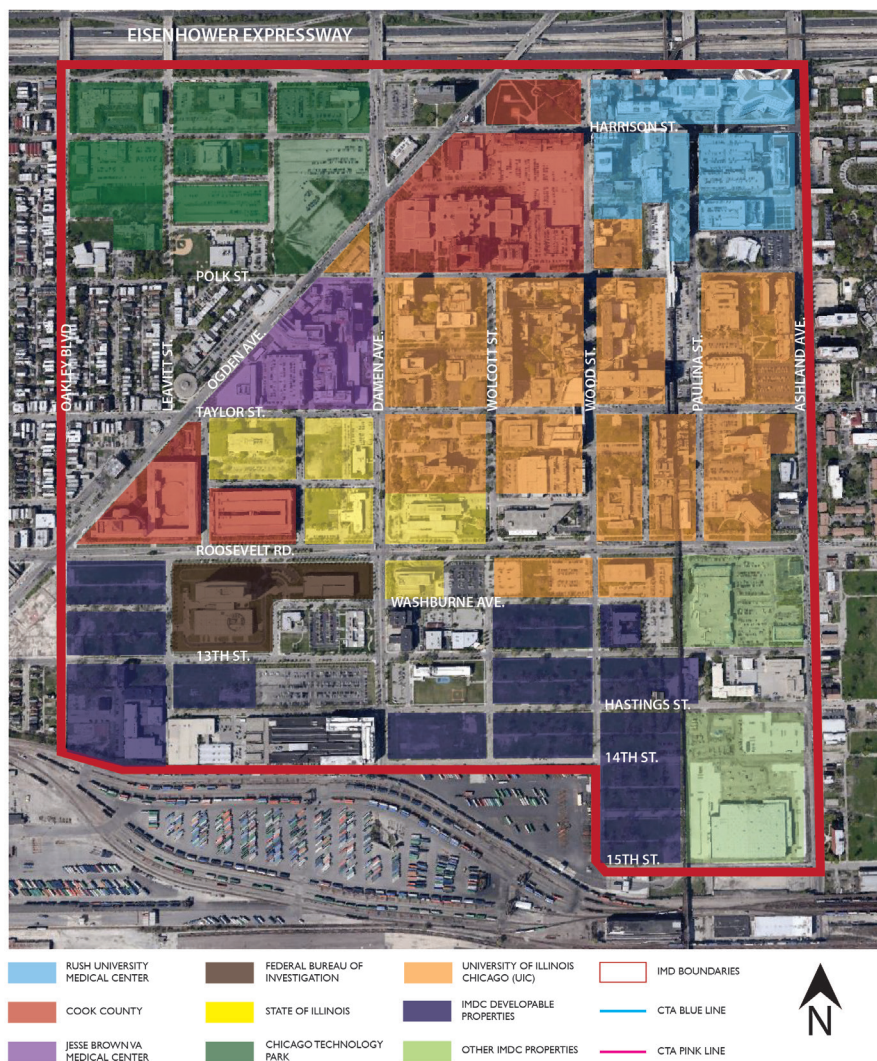 EISENHOWER EXPRESSWAY
HARRISON ST.
POLK ST.
OAKLEY BLVD
LEAVIET ST.
OGDEN AVE.
DAMEN AVE.
WOLCOTT ST.
WOOD ST.
PAULINA ST.
ASHLAND AVE.
TAYLOR ST.
ROOSEVELT RD.
WASHBURNE AVE.
13TH ST.
HASTINGS ST.
14TH ST.
15TH ST.
RUSH UNIVERSITY
MEDICAL CENTER
FEDERAL BUREAU OF
INVESTIGATION
UNIVERSITY OF ILLINOIS
CHICAGO (UIC)
IMD BOUNDARIES
COOK COUNTY
STATE OF ILLINOIS
IMDC DEVELOPABLE
PROPERTIES
CTA BLUE LINE
JESSE BROWN VA
MEDICAL CENTER
CHICAGO TECHNOLOGY
PARK
OTHER IMDC PROPERTIES
CTA PINK LINE
N